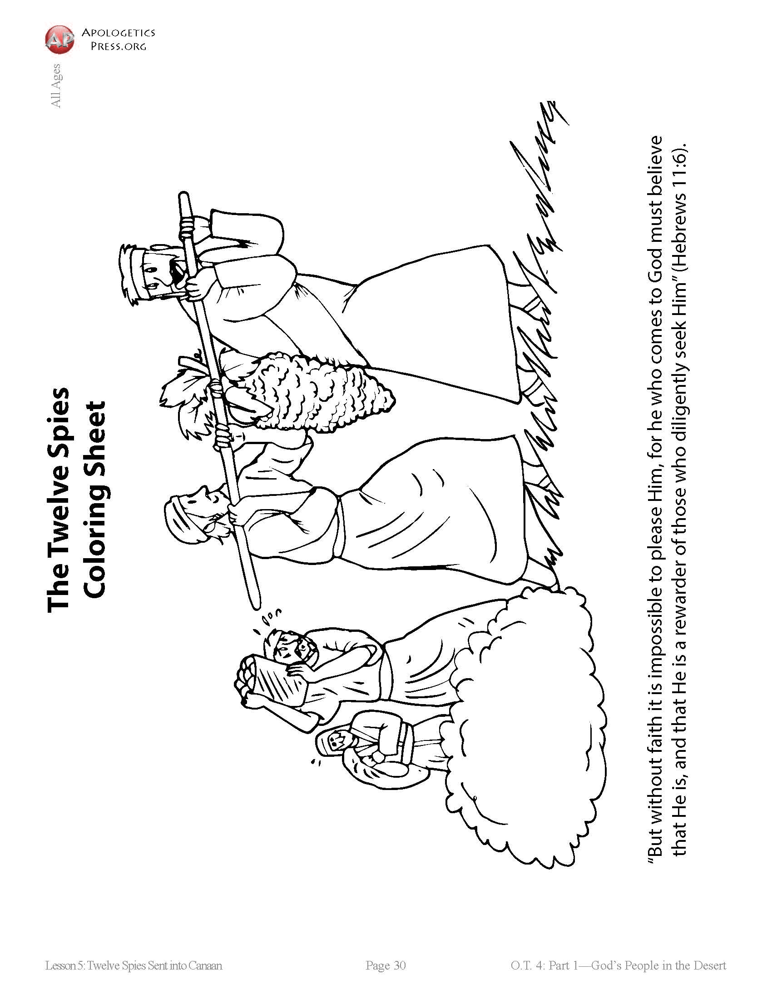 APOLOGETICS
PRESS.ORG
AP
All Ages
The Twelve Spies
Coloring Sheet
“But without faith it is impossible to please Him, for he who comes to God must believe
that He is, and that He is a rewarder of those who diligently seek Him” (Hebrews 11:6).
Lesson 5: Twelve Spies Sent into Canaan
Page 30
O.T. 4: Part 1—God’s People in the Desert